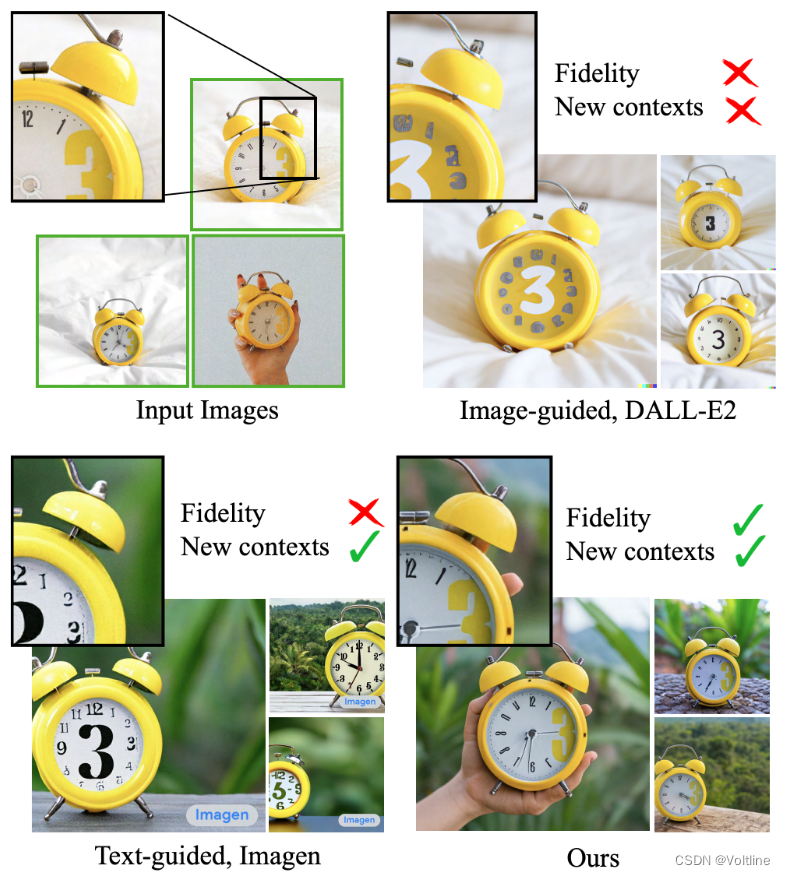 Fidelity
New contexts
Input Images
Image-guided, DALL-E2
Fidelity
New contexts
Fidelity
New contexts
Imagen
Imagen
Imagen
Text-guided, Imagen
Ours
CSDN @Voltline